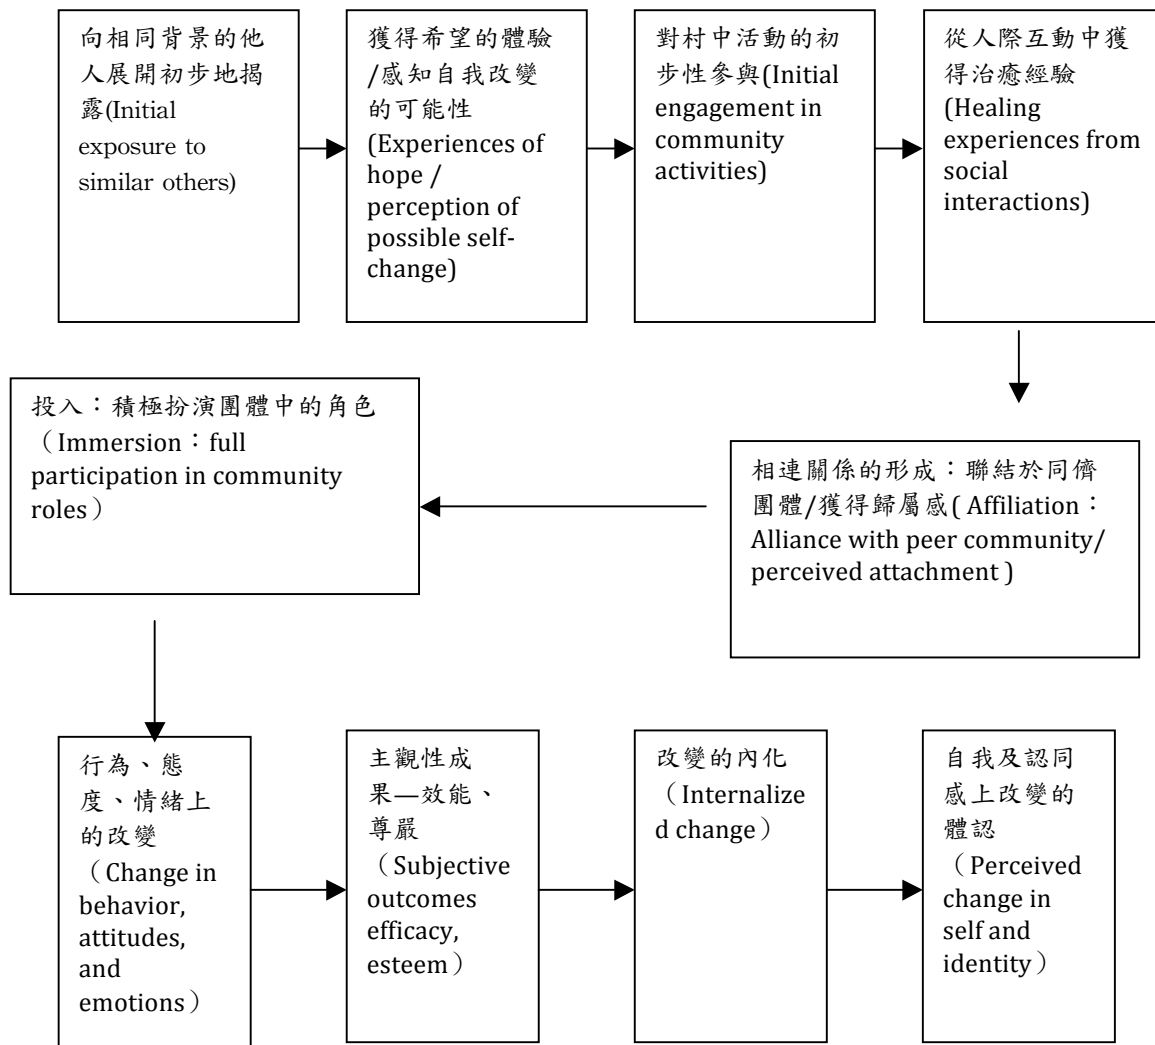 向相同背景的他
人展開初步地揭
露(Initial
exposure to
similar others)
獲得希望的體驗
/感知自我改變
的可能性
(Experiences of
hope /
perception of
possible self-
change)
對村中活動的初
步性參與(Initial
engagement in
community
activities)
從人際互動中獲
得治癒經驗
(Healing
experiences from
social
interactions)
投入：積極扮演團體中的角色
（Immersion：full
participation in community
roles）
相連關係的形成：聯結於同儕
團體/獲得歸屬感( Affiliation：
Alliance with peer community/
perceived attachment )
行為、態
度、情緒上
的改變
（Change in
behavior,
attitudes,
and
emotions）
主觀性成
果—效能、
尊嚴
（Subjective
outcomes
efficacy,
esteem）
改變的內化
（Internalize
d change）
自我及認同
感上改變的
體認
（Perceived
change in
self and
identity）